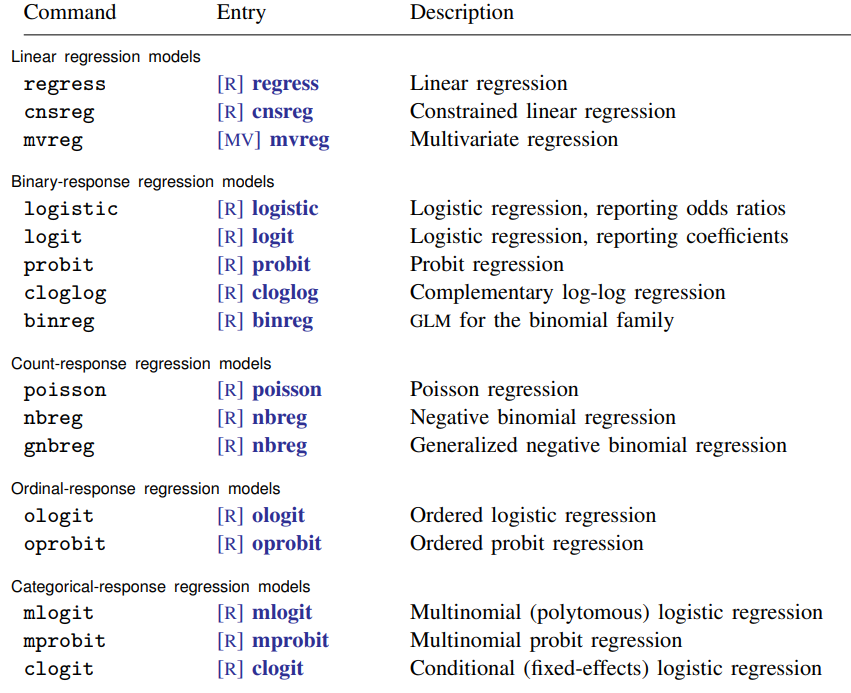 Command Entry Description
Linear regression models
regress [R] regress Linear regression
cnsreg [R] cnsreg Constrained linear regression
mvreg [MV] mvreg Multivariate regression
Binary-response regression models
logistic [R] logistic Logistic regression, reporting odds ratios
logit [R] logit Logistic regression, reporting coefficients
probit [R] probit Probit regression
cloglog [R] cloglog Complementary log-log regression
binreg [R] binreg GLM for the binomial family
Count-response regression models
poisson [R] poisson Poisson regression
nbreg [R] nbreg Negative binomial regression
gnbreg [R] nbreg Generalized negative binomial regression
Ordinal-response regression models
ologit [R] ologit Ordered logistic regression
oprobit [R] oprobit Ordered probit regression
Categorical-response regression models
mlogit [R] mlogit Multinomial (polytomous) logistic regression
mprobit [R] mprobit Multinomial probit regression
clogit [R] clogit Conditional (fixed-effects) logistic regression